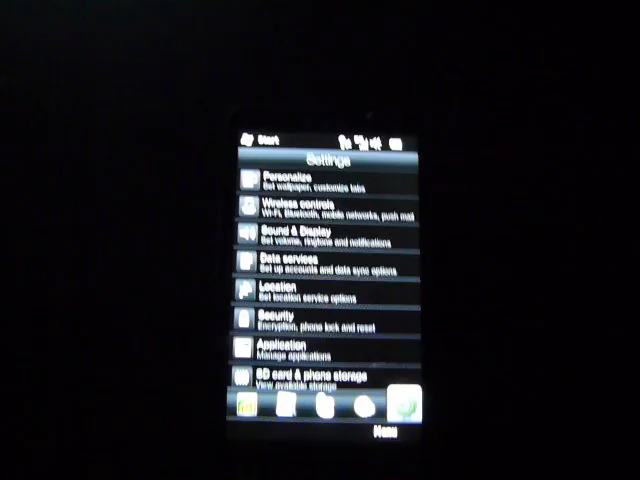 Start
Settings
Personalize
Set wallpaper, customize tabs
Wireless controls
Wi-Fi, Bluetooth, mobile networks, push mail
Sound & Display
Set volume, ringtone and notifications
Data services
Set up accounts and data sync options
Location
Set location service options
Security
Encryption, phone lock and reset
Application
Manage applications
SD card & phone storage
View available storage
Menu